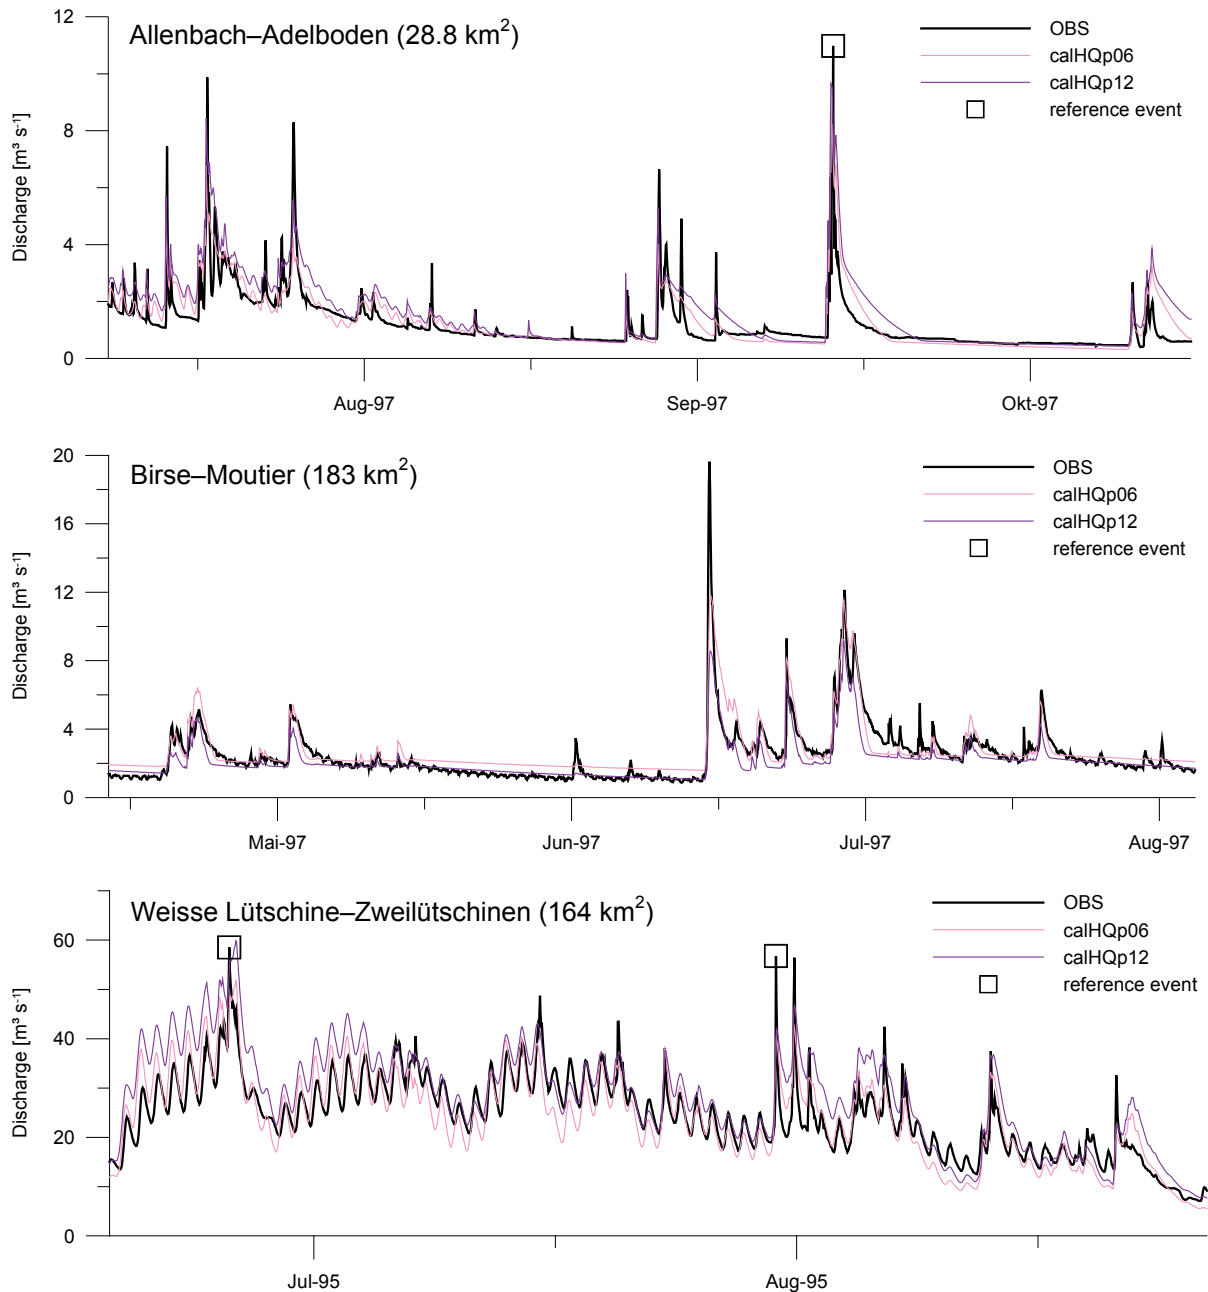 Allenbach–Adelboden (28.8 km²)
OBS
calHQp06
calHQp12
reference event
Discharge [m³ s⁻¹]
12
8
4
0
Aug-97
Sep-97
Okt-97
Birse–Moutier (183 km²)
OBS
calHQp06
calHQp12
reference event
Discharge [m³ s⁻¹]
20
16
12
8
4
0
Mai-97
Jun-97
Jul-97
Aug-97
Weisse Lütschine–Zweilütschinen (164 km²)
OBS
calHQp06
calHQp12
reference event
Discharge [m³ s⁻¹]
60
40
20
0
Jul-95
Aug-95